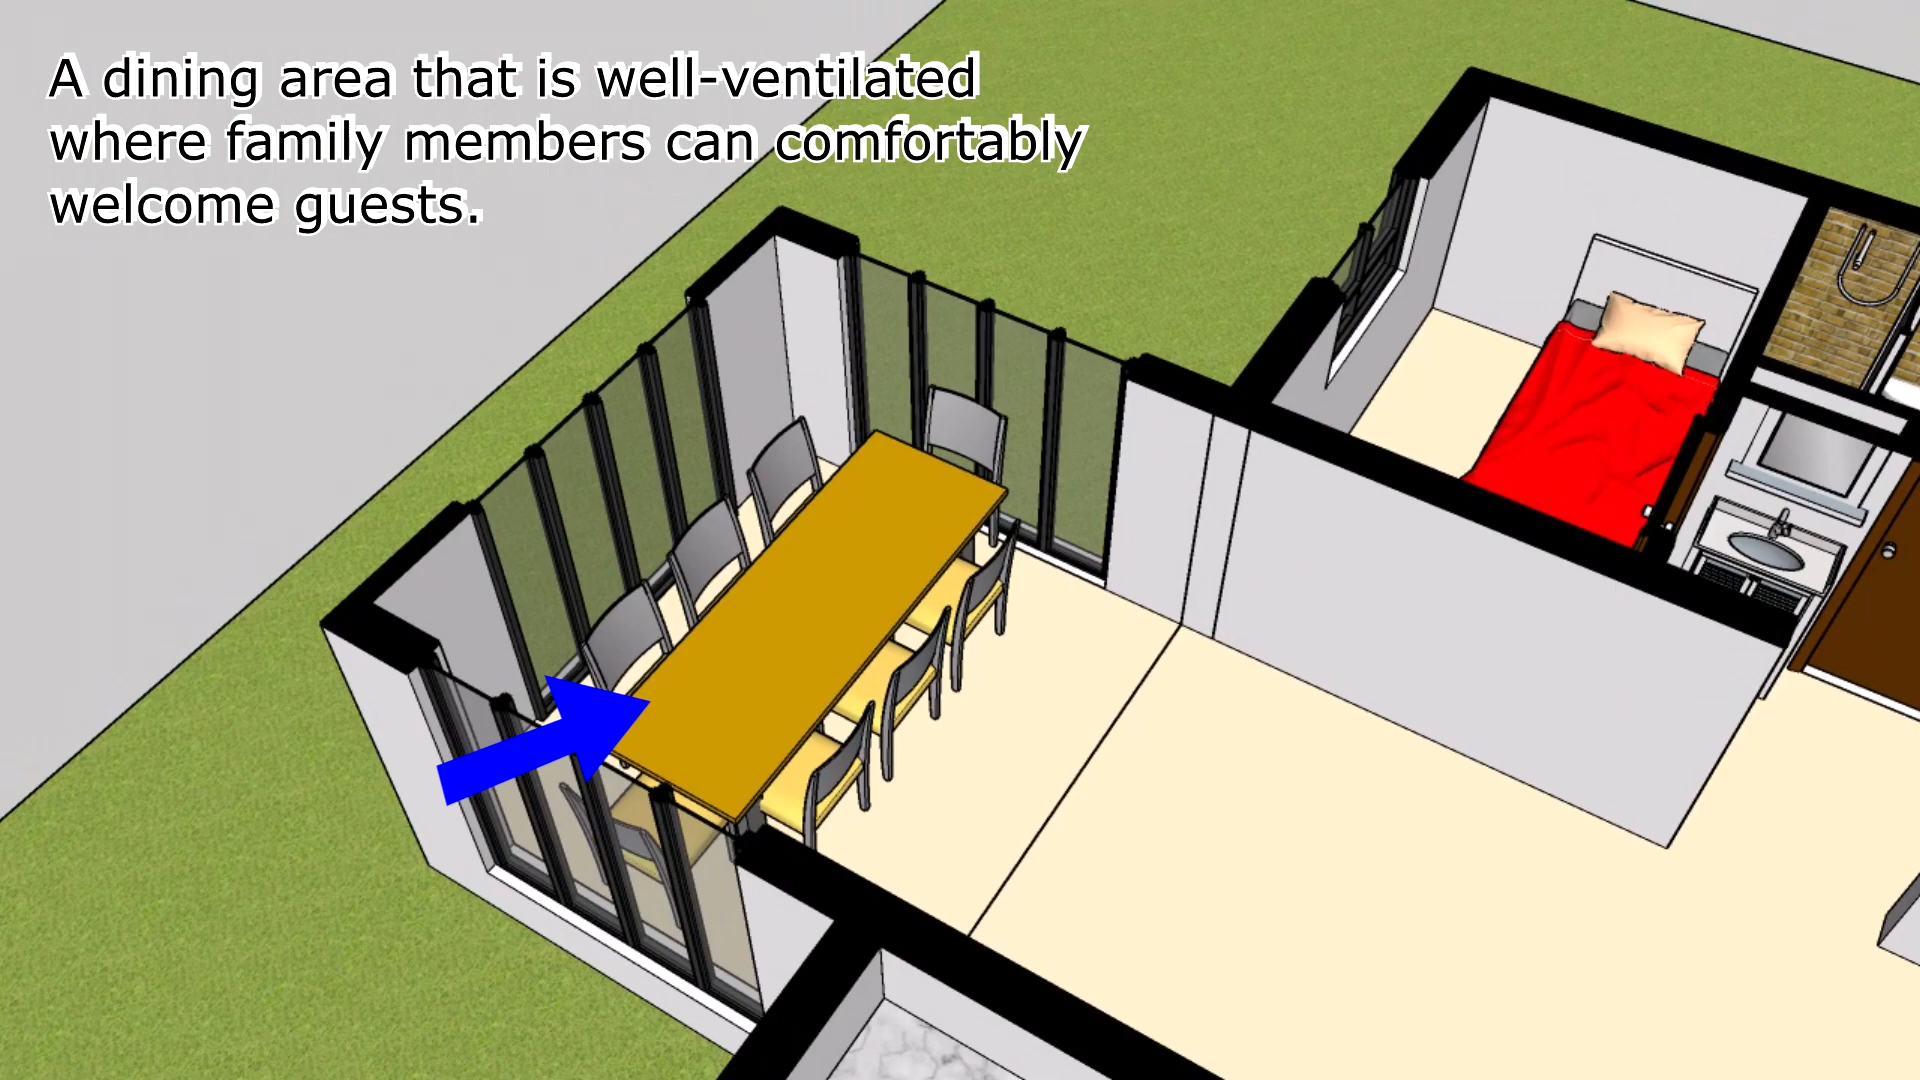 A dining area that is well-ventilated
where family members can comfortably
welcome guests.